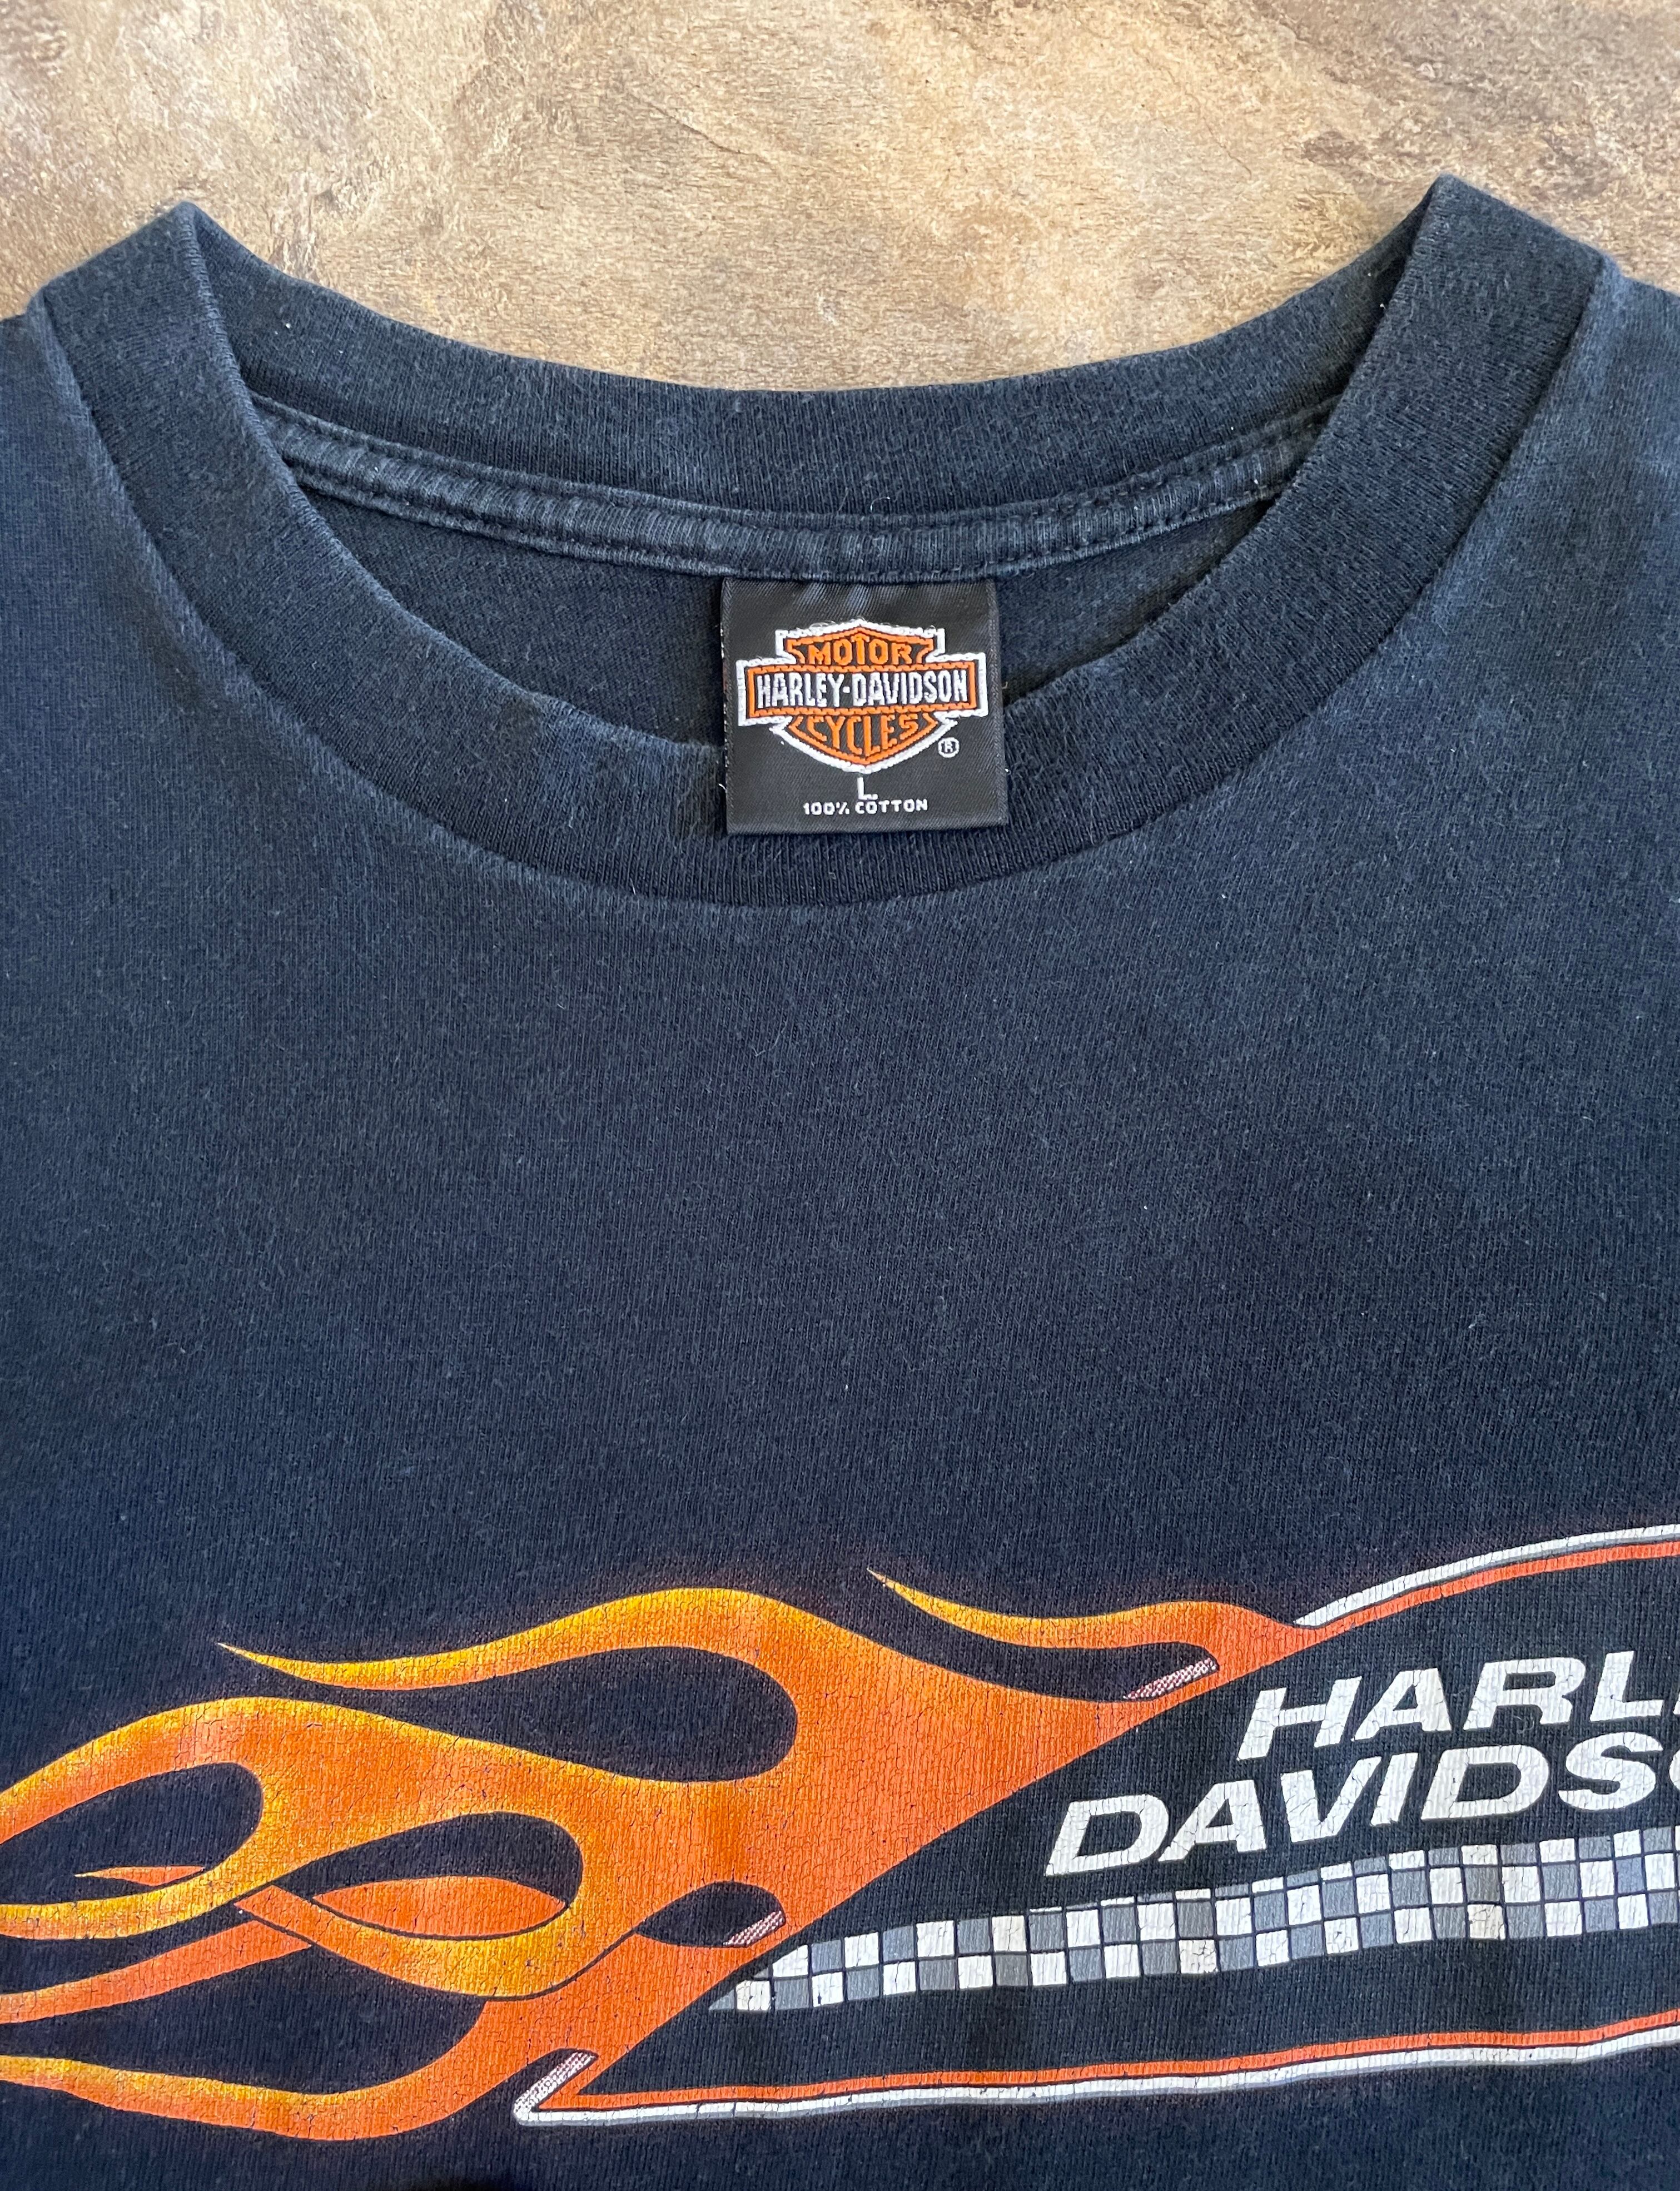 MOTOR
HARLEY-DAVIDSON
CYCLES
®
L
100% COTTON
HARL
DAVIDS